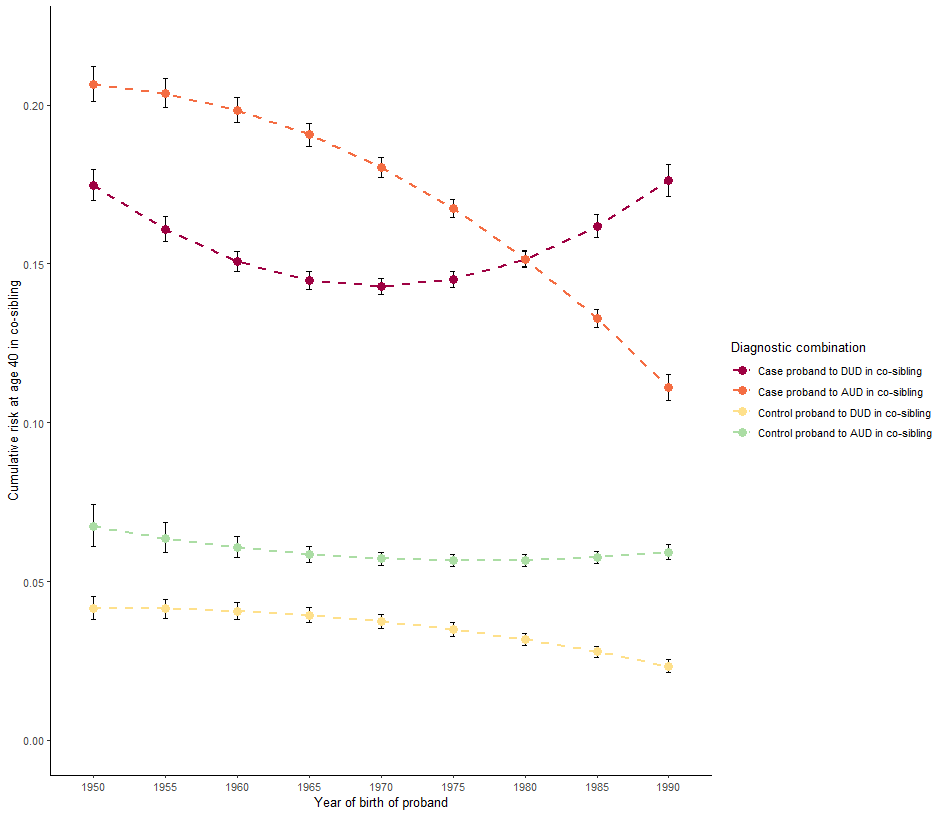 Cumulative risk at age 40 in co-sibling
0.20
0.15
0.10
0.05
0.00
1950 1955 1960 1965 1970 1975 1980 1985 1990
Year of birth of proband
Diagnostic combination
Case proband to DUD in co-sibling
Case proband to AUD in co-sibling
Control proband to DUD in co-sibling
Control proband to AUD in co-sibling